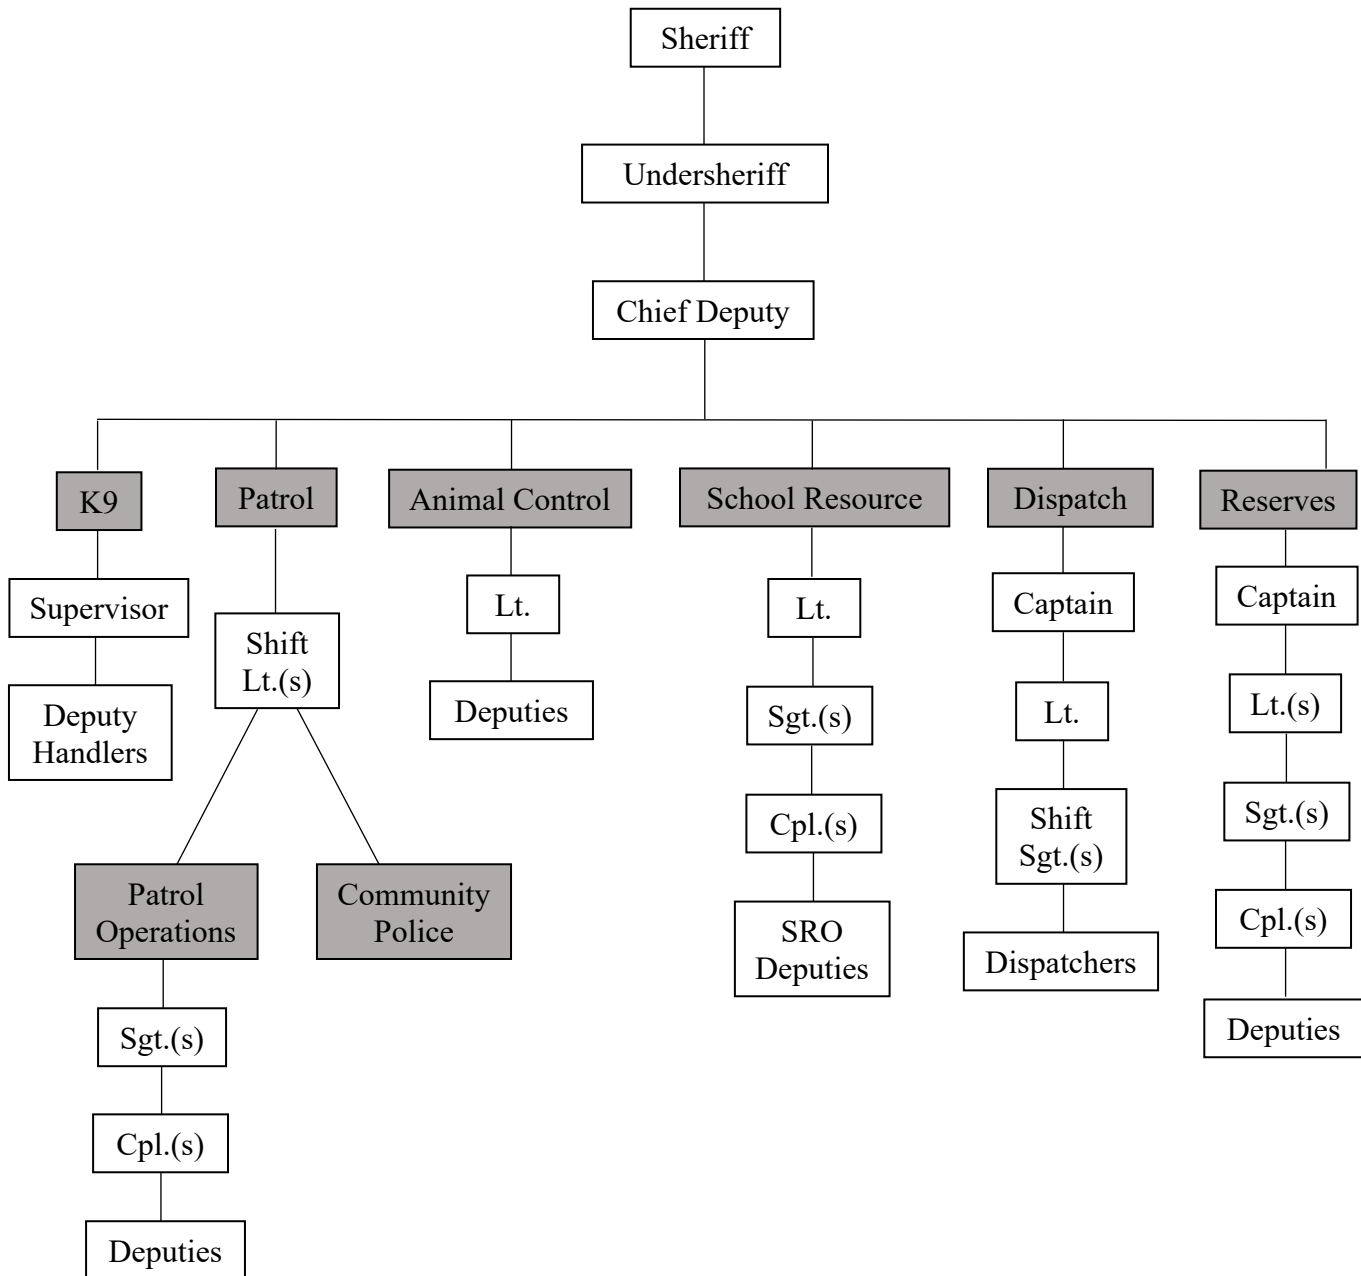 Sheriff
Undersheriff
Chief Deputy
K9
Patrol
Animal Control
School Resource
Dispatch
Reserves
Supervisor
Deputy
Handlers
Shift
Lt.(s)
Patrol
Operations
Sgt.(s)
Cpl.(s)
Deputies
Community
Police
Lt.
Deputies
Lt.
Sgt.(s)
Cpl.(s)
SRO
Deputies
Captain
Lt.
Shift
Sgt.(s)
Dispatchers
Captain
Lt.(s)
Sgt.(s)
Cpl.(s)
Deputies